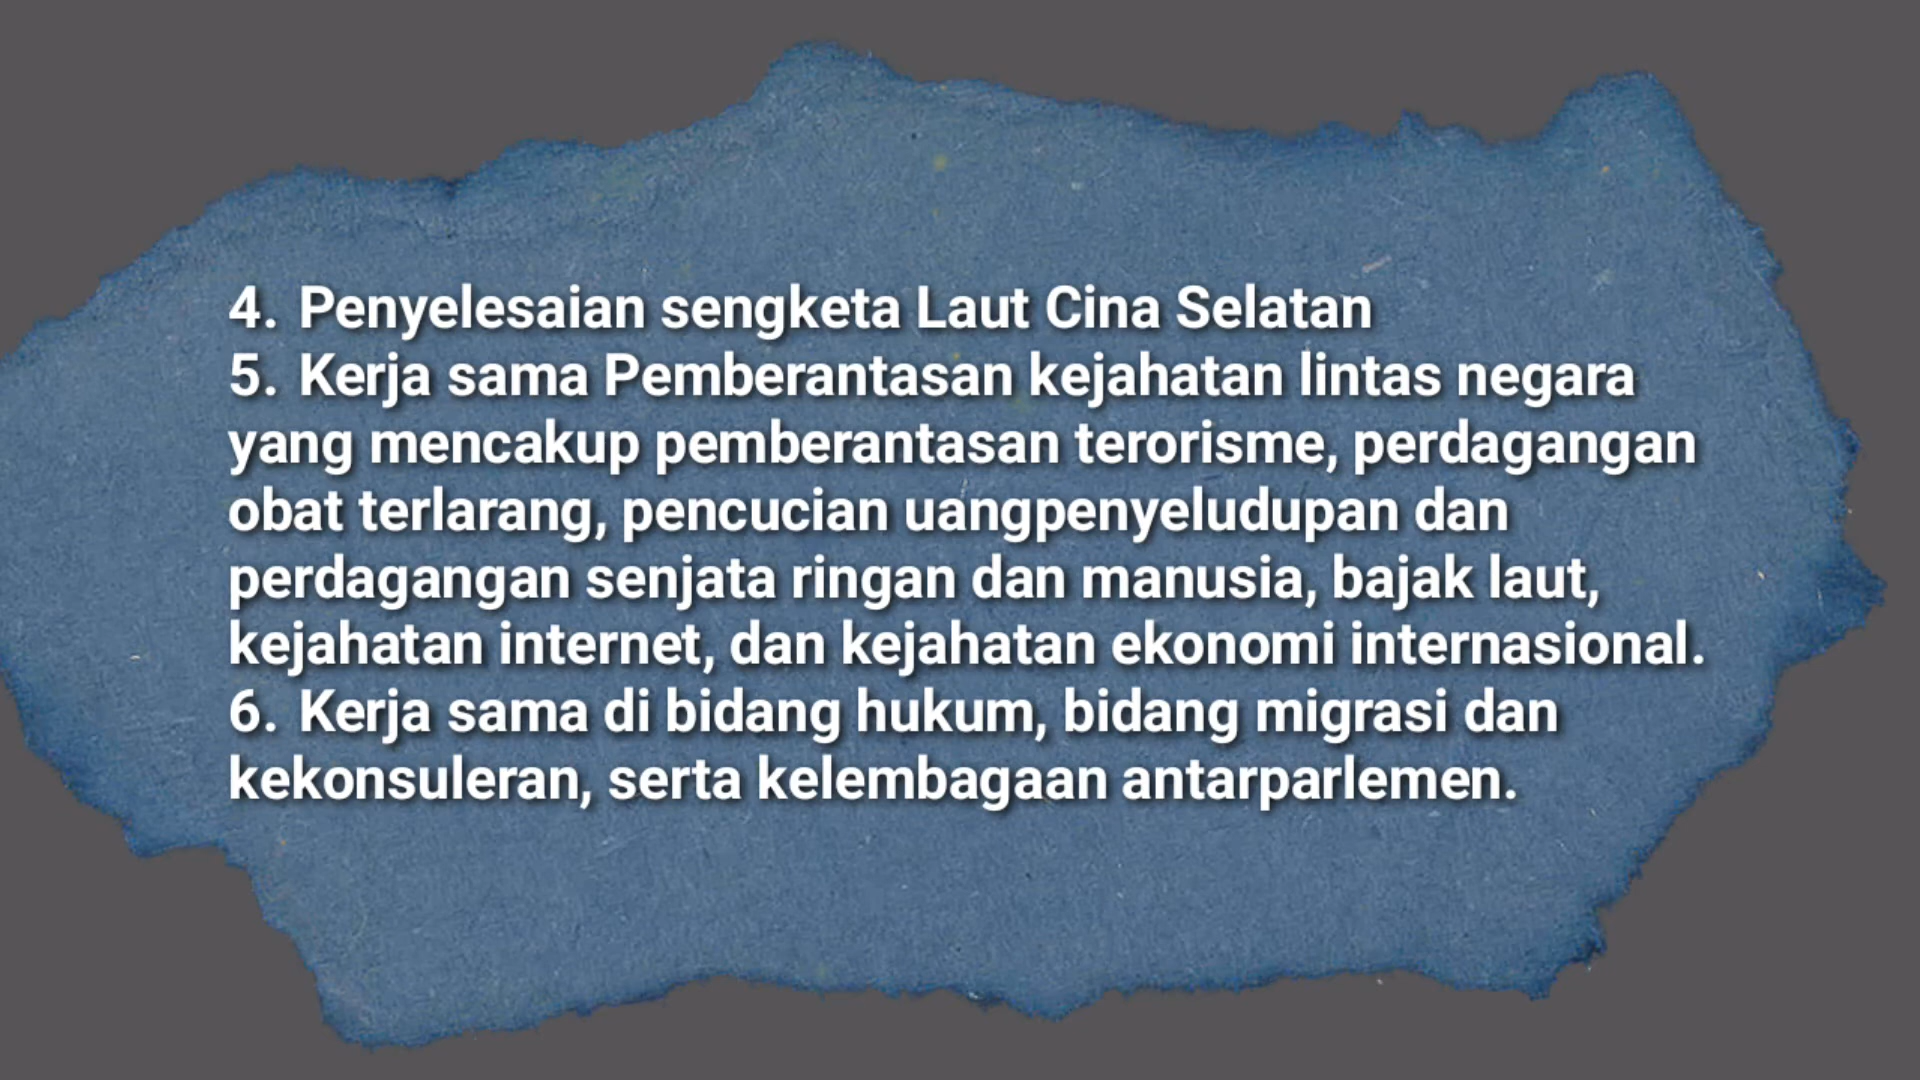 4. Penyelesaian sengketa Laut Cina Selatan
5. Kerja sama Pemberantasan kejahatan lintas negara
yang mencakup pemberantasan terorisme, perdagangan
obat terlarang, pencucian uangpenyeludupan dan
perdagangan senjata ringan dan manusia, bajak laut,
kejahatan internet, dan kejahatan ekonomi internasional.
6. Kerja sama di bidang hukum, bidang migrasi dan
kekonsuleran, serta kelembagaan antarparlemen.